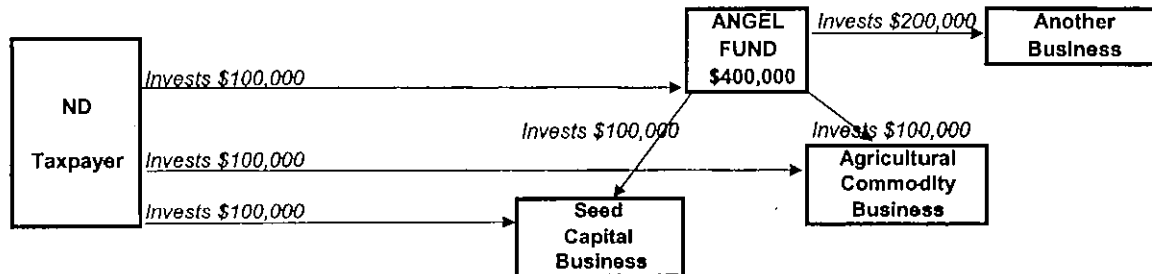 ANGEL
FUND
$400,000
Invests $200,000
Another
Business
ND
Taxpayer
Invests $100,000
Invests $100,000
Invests $100,000
Invests $100,000
Agricultural
Commodity
Business
Invests $100,000
Seed
Capital
Business